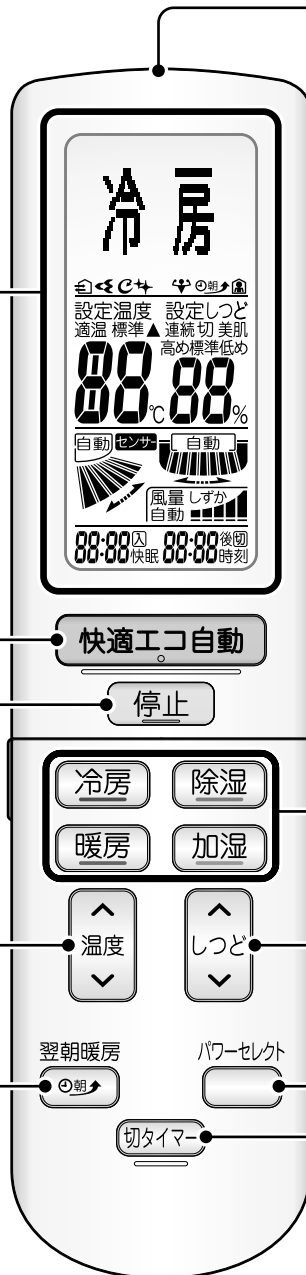 冷房
設定温度 設定しつど
適温 標準▲ 連続 切 美肌
高め標準低め
88℃ 88%
自動 センサー 自動
風量 しずか
自動
88:88 入 快眠 88:88 後 切 時刻
快適エコ自動
停止
冷房 除湿
暖房 加湿
温度 しつど
翌朝暖房 パワーセレクト
朝
切タイマー